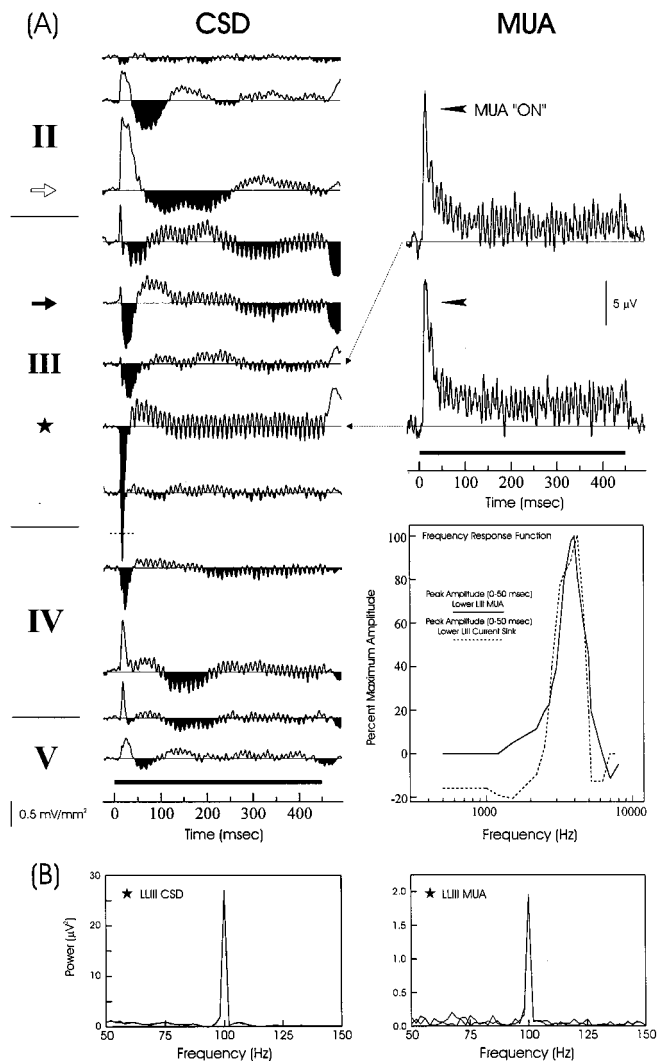 (A)
CSD
MUA
MUA "ON"
II
5 μV
III
0 100 200 300 400
Time (msec)
100
80
60
40
20
0
-20
Percent Maximum Amplitude
Frequency Response Function
Peak Amplitude (0-50 msec)
Lower LIII MUA
Peak Amplitude (0-50 msec)
Lower LIII Current Sink
1000 10000
Frequency (Hz)
IV
V
0.5 mV/mm²
0 100 200 300 400
Time (msec)
(B)
30
20
10
0
Power (μV²)
★ LLIII CSD
50 75 100 125 150
Frequency (Hz)
2.0
1.5
1.0
0.5
0.0
★ LLIII MUA
50 75 100 125 150
Frequency (Hz)